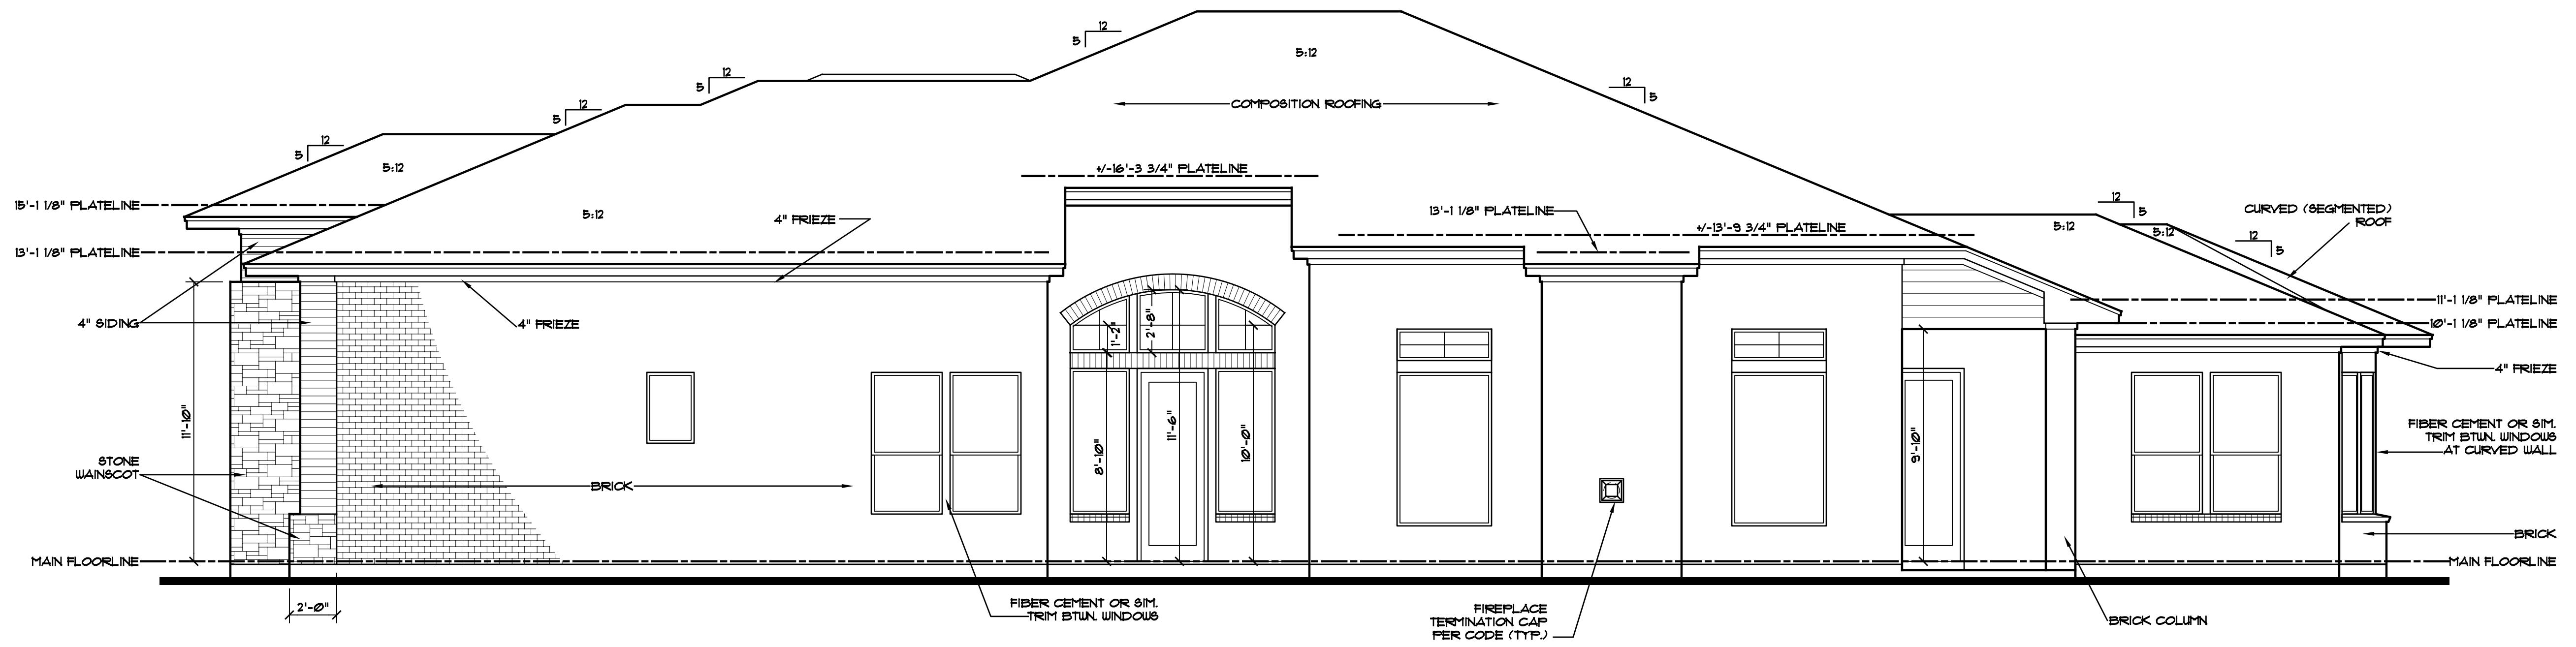 12
5
5:12
12
5
12
5
12
5
COMPOSITION ROOFING
12
5
12
5
5:12
+/-16'-3 3/4" PLATELINE
15'-1 1/8" PLATELINE
5:12
4" FRIEZE
13'-1 1/8" PLATELINE
+/-13'-9 3/4" PLATELINE
12
5
5:12
5:12
CURVED (SEGMENTED)
ROOF
12
5
13'-1 1/8" PLATELINE
11'-1 1/8" PLATELINE
4" SIDING
4" FRIEZE
1'-2"
2'-8"
10'-1 1/8" PLATELINE
4" FRIEZE
11'-10"
8'-10"
11'-6"
10'-0"
9'-10"
FIBER CEMENT OR SIM.
TRIM BTWN. WINDOWS
AT CURVED WALL
STONE
WAINSCOT
BRICK
BRICK
MAIN FLOORLINE
MAIN FLOORLINE
2'-0"
FIBER CEMENT OR SIM.
TRIM BTWN. WINDOWS
FIREPLACE
TERMINATION CAP
PER CODE (TYP.)
BRICK COLUMN